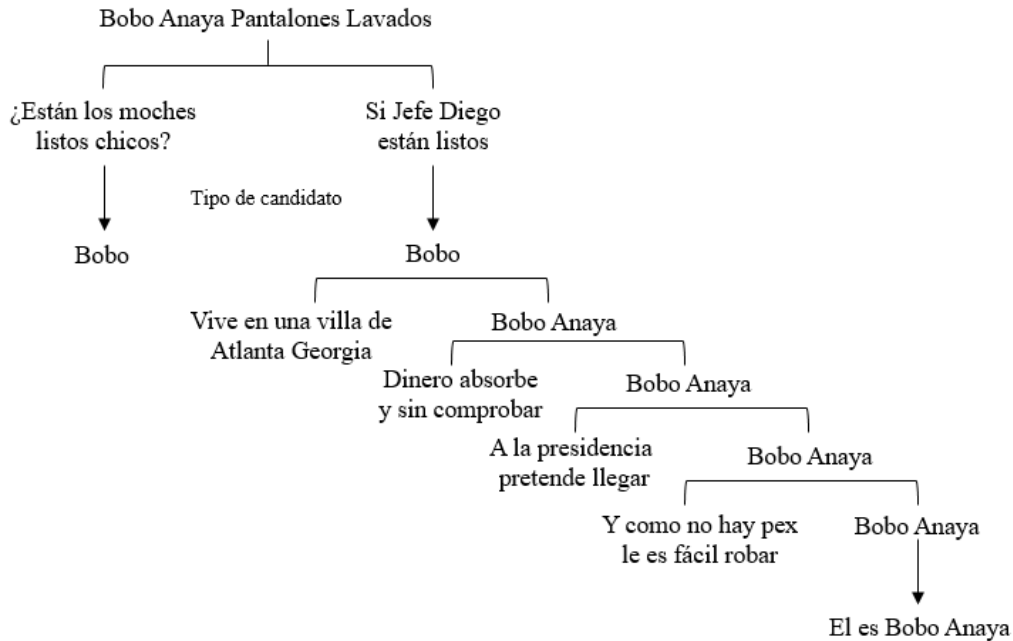 Bobo Anaya Pantalones Lavados
¿Están los moches
listos chicos?
Si Jefe Diego
están listos
Tipo de candidato
Bobo
Bobo
Vive en una villa de
Atlanta Georgia
Bobo Anaya
Dinero absorbe
y sin comprobar
Bobo Anaya
A la presidencia
pretende llegar
Bobo Anaya
Y como no hay pex
le es fácil robar
Bobo Anaya
El es Bobo Anaya